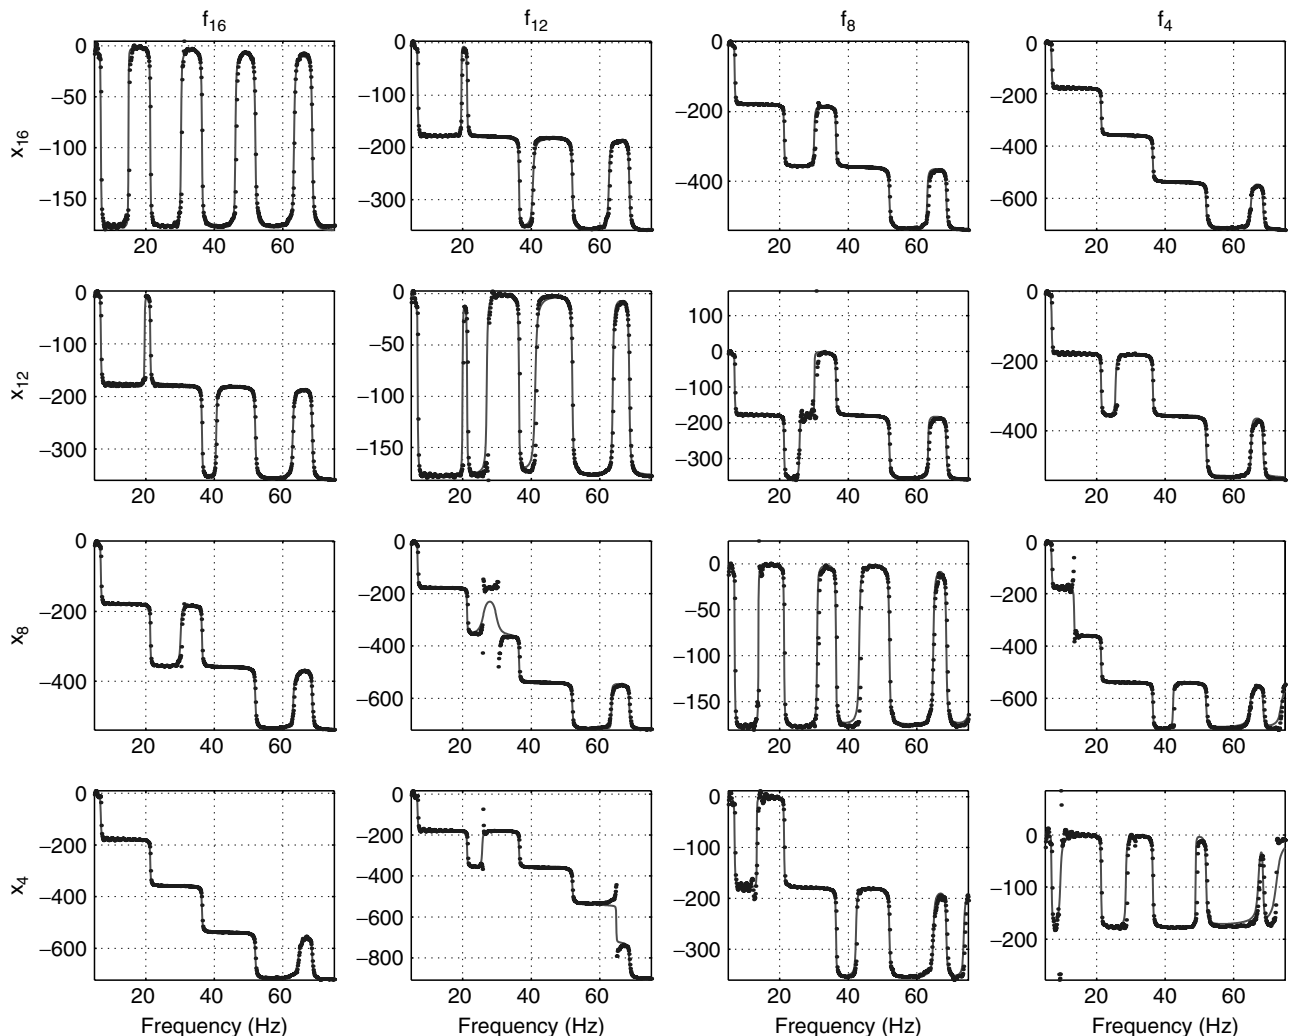 f16 f12 f8 f4
0 0 0 0
−50 −100 −200 −200
−100 −200 −400 −400
−150 −300 −600
x16
20 40 60 20 40 60 20 40 60 20 40 60
0 0 100 0
−100 −50 0 −200
−200 −100 −100 −400
−300 −150 −200
−300
x12
20 40 60 20 40 60 20 40 60 20 40 60
0 0 0 0
−200 −200 −50 −200
−400 −400 −100 −400
−600 −150 −600
x8
20 40 60 20 40 60 20 40 60 20 40 60
0 0 0 0
−200 −200 −100 −100
−400 −400 −200 −200
−600 −600 −300
−800
x4
20 40 60 20 40 60 20 40 60 20 40 60
Frequency (Hz) Frequency (Hz) Frequency (Hz) Frequency (Hz)